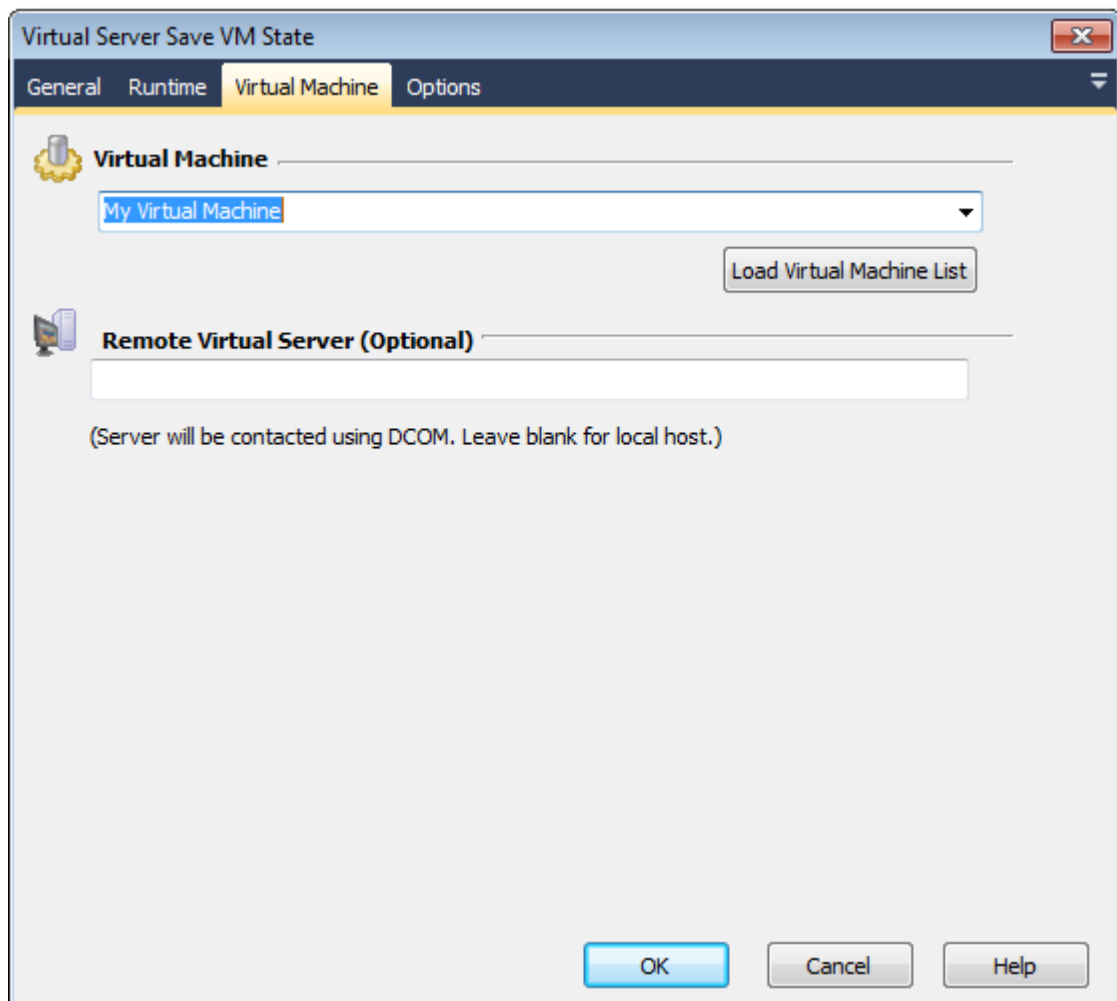 Virtual Server Save VM State
General Runtime Virtual Machine Options
Virtual Machine
My Virtual Machine
Load Virtual Machine List
Remote Virtual Server (Optional)
(Server will be contacted using DCOM. Leave blank for local host.)
OK Cancel Help